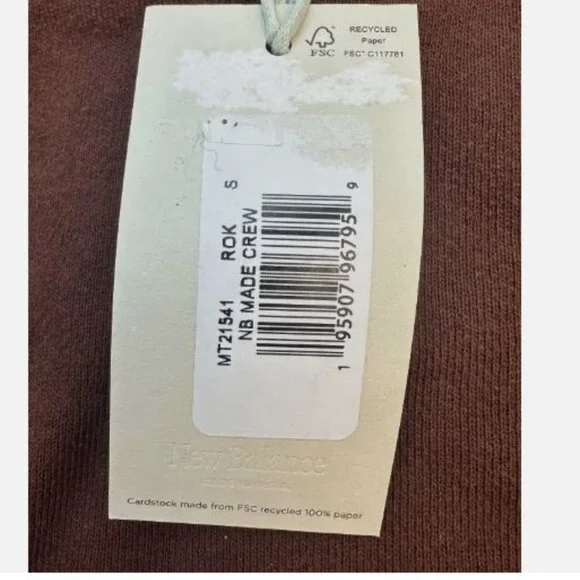 FSC
RECYCLED
Paper
FSC® C117781
MT21541 ROK S
NB MADE CREW
1 95907 96795 9
New Balance
Cardstock made from FSC recycled 100% paper